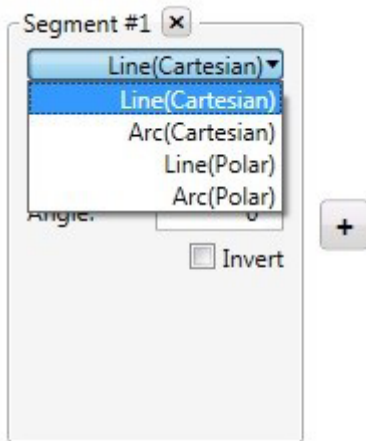 Segment #1 ×
Line(Cartesian)
Line(Cartesian)
Arc(Cartesian)
Line(Polar)
Arc(Polar)
Angle: 0
+
Invert